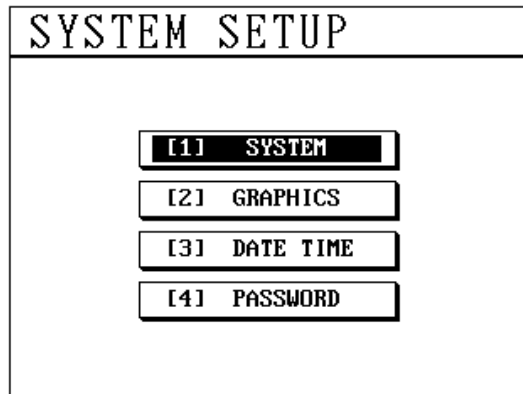 SYSTEM SETUP
[1] SYSTEM
[2] GRAPHICS
[3] DATE TIME
[4] PASSWORD